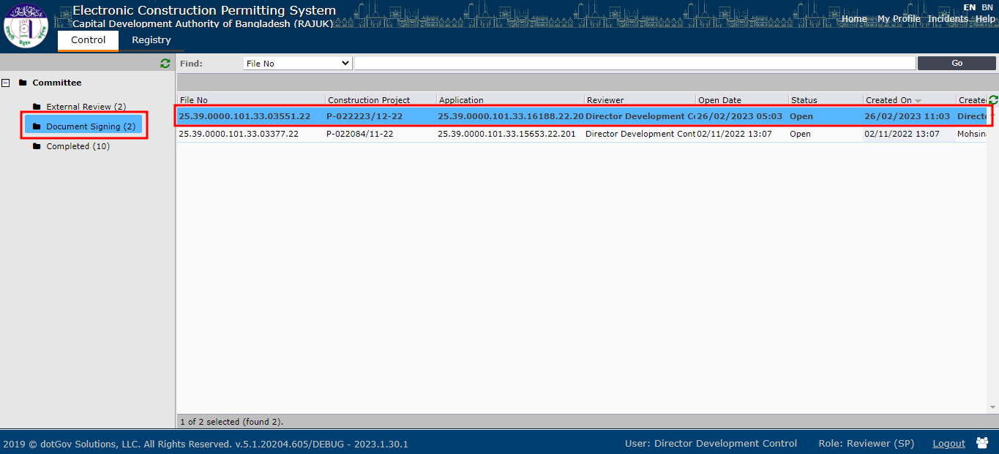 Electronic Construction Permitting System
Capital Development Authority of Bangladesh (RAJUK)
EN BN
Home My Profile Incidents Help
Control Registry
Find: File No Go
Committee
External Review (2)
Document Signing (2)
Completed (10)
File No Construction Project Application Reviewer Open Date Status Created On Create
25.39.0000.101.33.03551.22 P-022223/12-22 25.39.0000.101.33.16188.22.20 Director Development C 26/02/2023 05:03 Open 26/02/2023 11:03 Direct
25.39.0000.101.33.03377.22 P-022084/11-22 25.39.0000.101.33.15653.22.201 Director Development Cont 02/11/2022 13:07 Open 02/11/2022 13:07 Mohsin
1 of 2 selected (found 2).
2019 © dotGov Solutions, LLC. All Rights Reserved. v.5.1.20204.605/DEBUG - 2023.1.30.1
User: Director Development Control Role: Reviewer (SP) Logout